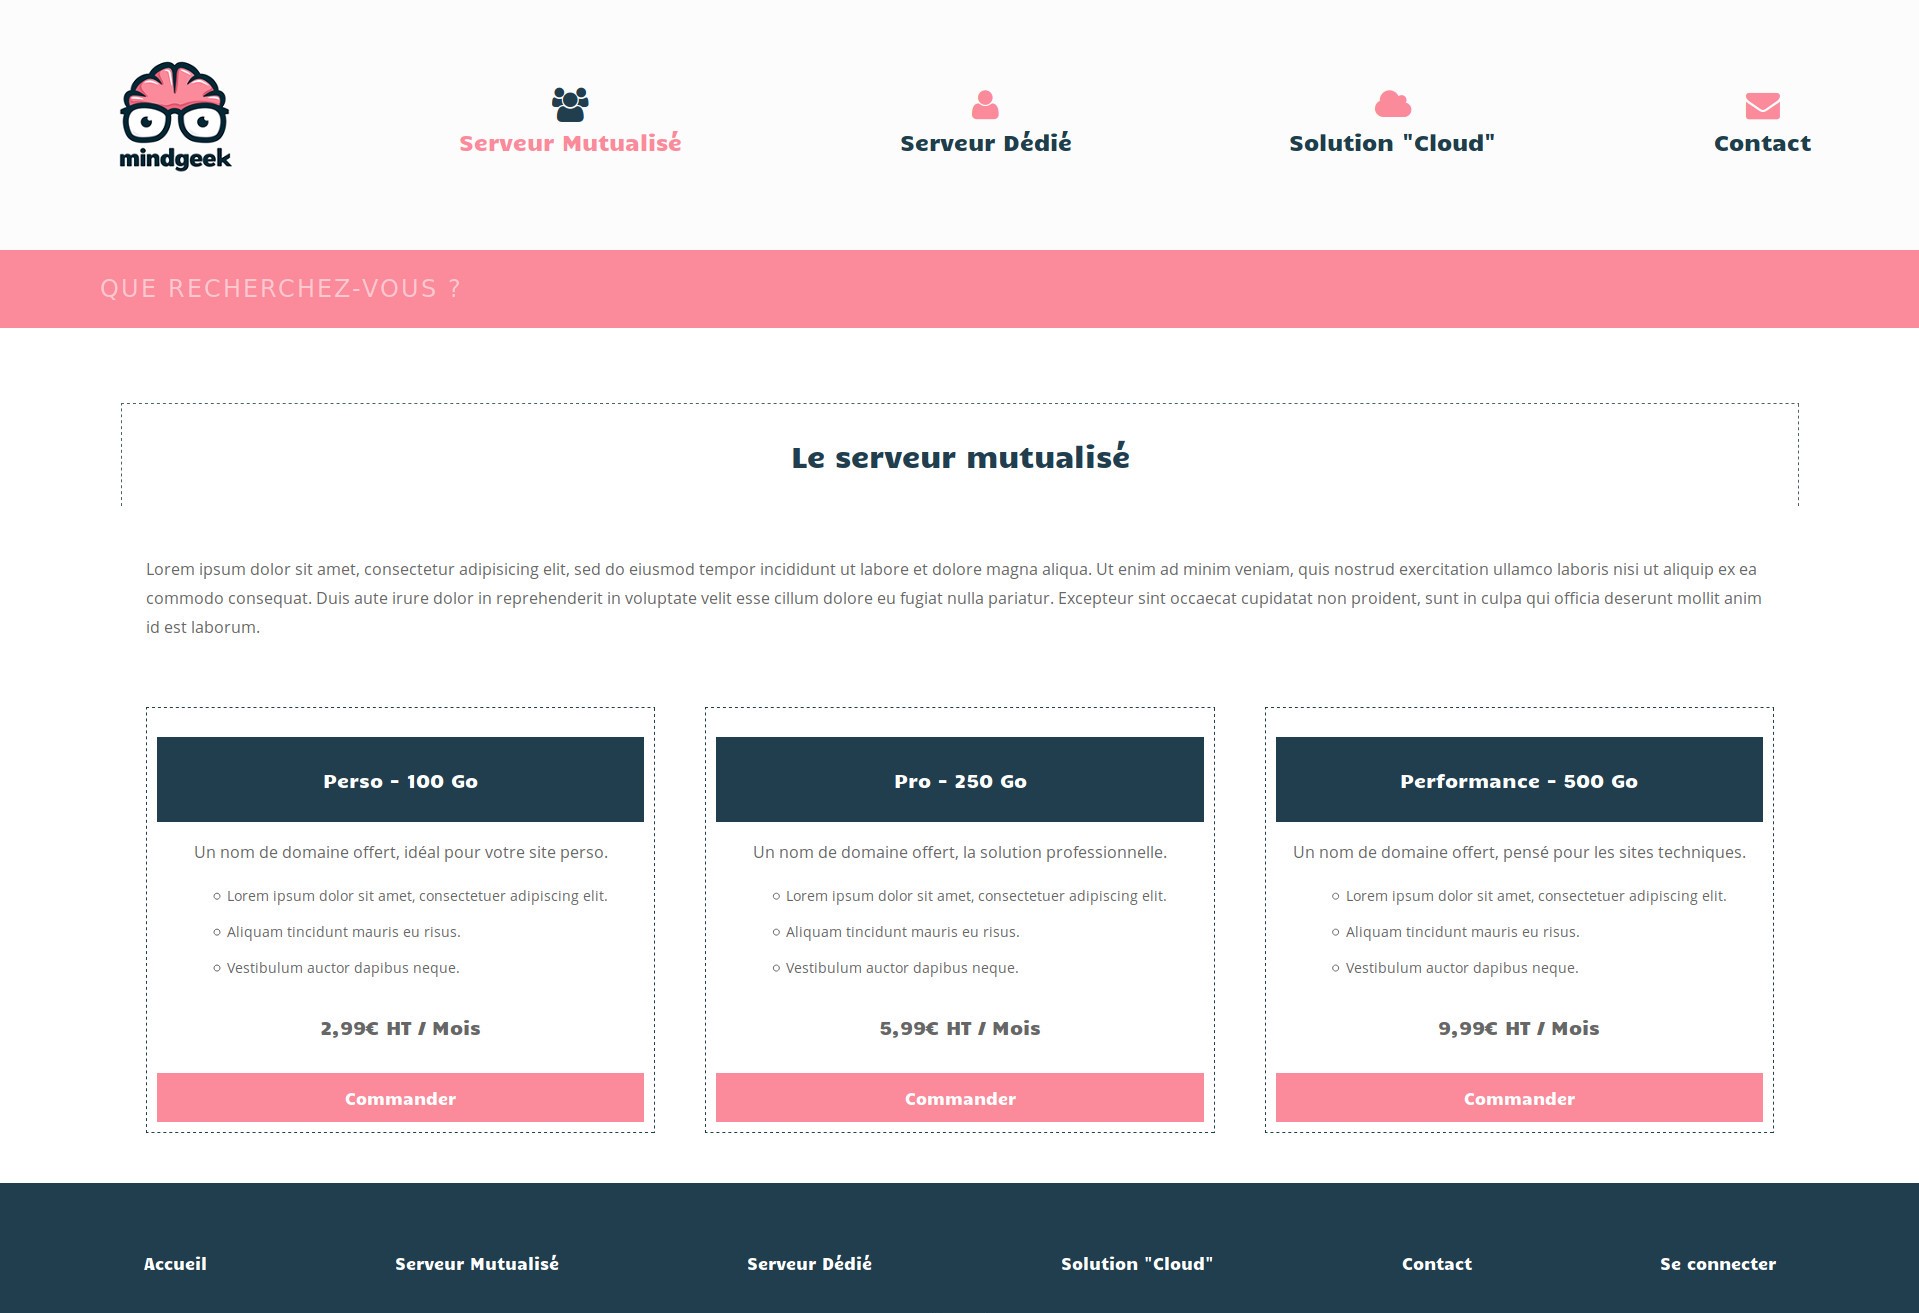 mindgeek
Serveur Mutualisé
Serveur Dédié
Solution "Cloud"
Contact
QUE RECHERCHEZ-VOUS ?
Le serveur mutualisé
Lorem ipsum dolor sit amet, consectetur adipisicing elit, sed do eiusmod tempor incididunt ut labore et dolore magna aliqua. Ut enim ad minim veniam, quis nostrud exercitation ullamco laboris nisi ut aliquip ex ea
commodo consequat. Duis aute irure dolor in reprehenderit in voluptate velit esse cillum dolore eu fugiat nulla pariatur. Excepteur sint occaecat cupidatat non proident, sunt in culpa qui officia deserunt mollit anim
id est laborum.
Perso - 100 Go
Un nom de domaine offert, idéal pour votre site perso.
Lorem ipsum dolor sit amet, consectetuer adipiscing elit.
Aliquam tincidunt mauris eu risus.
Vestibulum auctor dapibus neque.
2,99€ HT / Mois
Commander
Pro - 250 Go
Un nom de domaine offert, la solution professionnelle.
Lorem ipsum dolor sit amet, consectetuer adipiscing elit.
Aliquam tincidunt mauris eu risus.
Vestibulum auctor dapibus neque.
5,99€ HT / Mois
Commander
Performance - 500 Go
Un nom de domaine offert, pensé pour les sites techniques.
Lorem ipsum dolor sit amet, consectetuer adipiscing elit.
Aliquam tincidunt mauris eu risus.
Vestibulum auctor dapibus neque.
9,99€ HT / Mois
Commander
Accueil
Serveur Mutualisé
Serveur Dédié
Solution "Cloud"
Contact
Se connecter